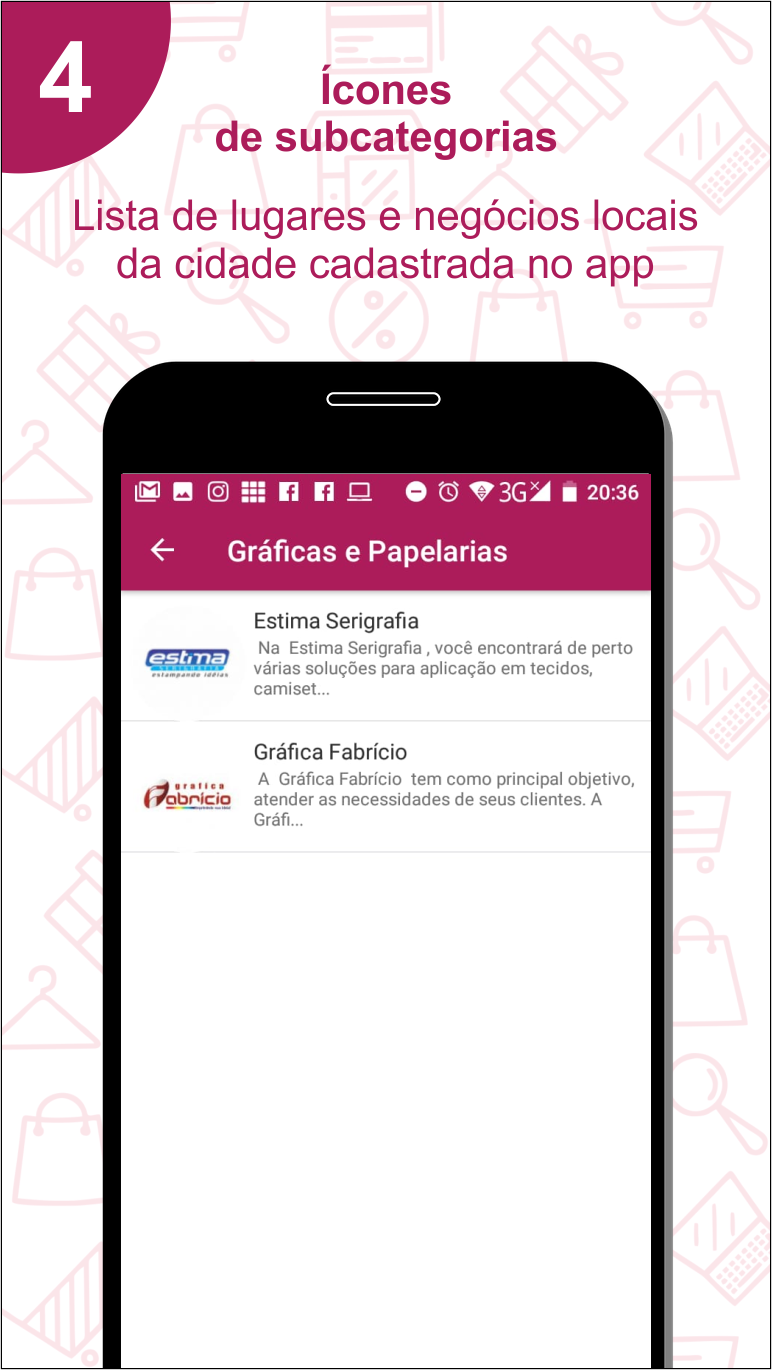 4
Ícones
de subcategorias
Lista de lugares e negócios locais
da cidade cadastrada no app
3G 20:36
Gráficas e Papelarias
Estima Serigrafia
Na Estima Serigrafia , você encontrará de perto
várias soluções para aplicação em tecidos,
camiset...
estima
SERIGRAFIA
estampando idéias
Gráfica Fabrício
A Gráfica Fabrício tem como principal objetivo,
atender as necessidades de seus clientes. A
Gráfi...
grafica
Fabrício